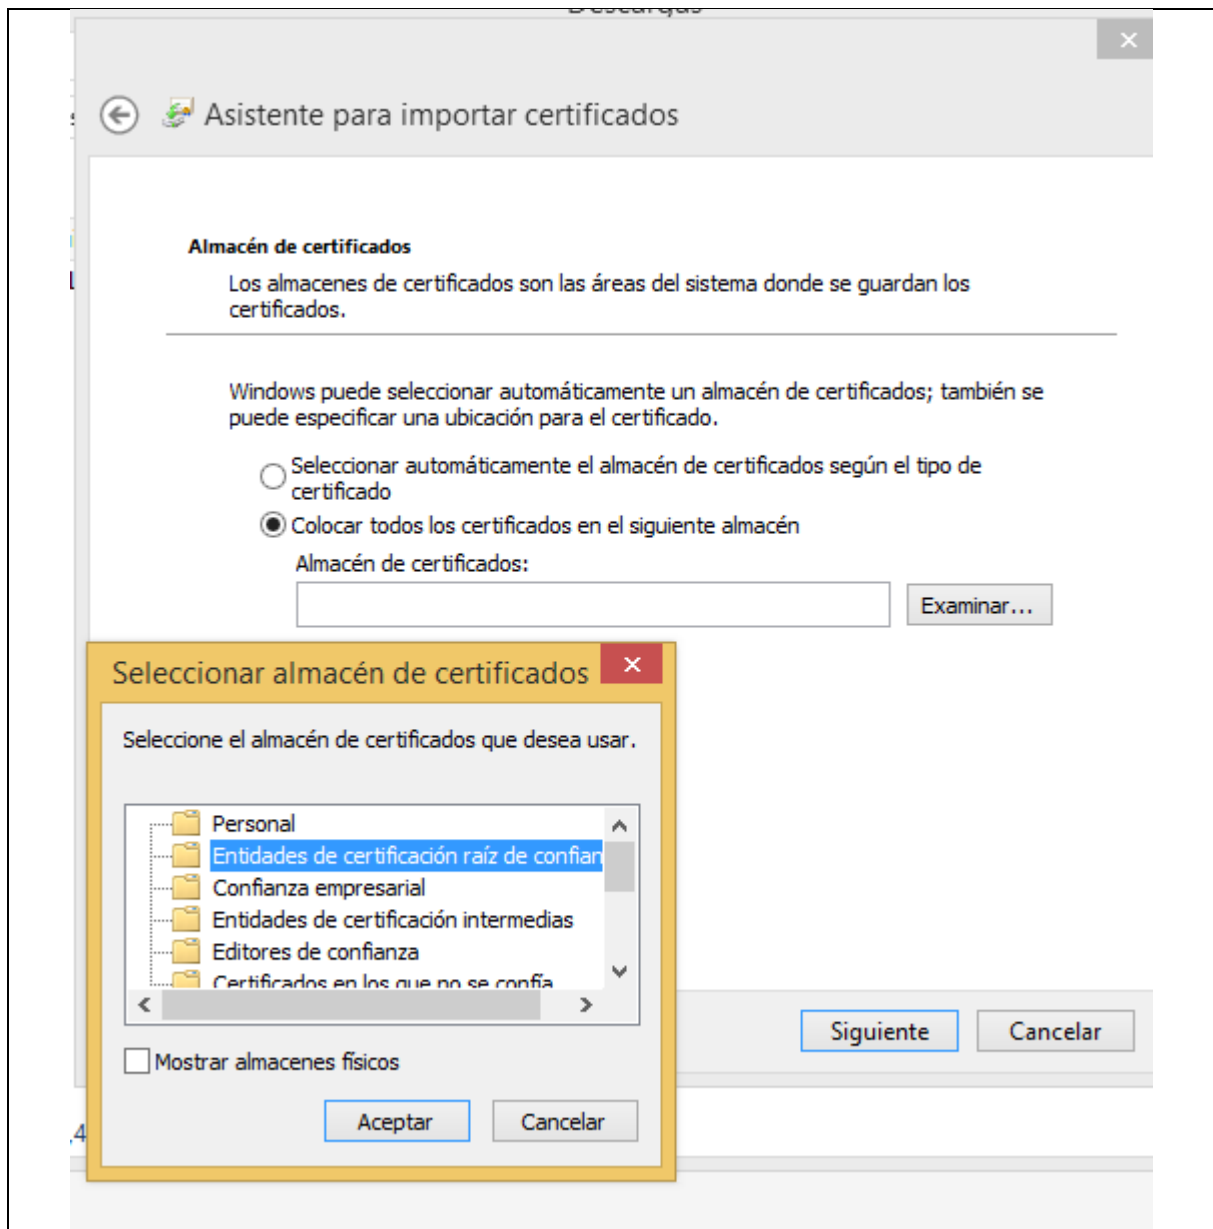 Asistente para importar certificados
Almacén de certificados
Los almacenes de certificados son las áreas del sistema donde se guardan los
certificados.
Windows puede seleccionar automáticamente un almacén de certificados; también se
puede especificar una ubicación para el certificado.
Seleccionar automáticamente el almacén de certificados según el tipo de
certificado
Colocar todos los certificados en el siguiente almacén
Almacén de certificados:
Examinar...
Seleccionar almacén de certificados
Seleccione el almacén de certificados que desea usar.
Personal
Entidades de certificación raíz de confian
Confianza empresarial
Entidades de certificación intermedias
Editores de confianza
Certificados en los que no se confía
Mostrar almacenes físicos
Aceptar
Cancelar
Siguiente
Cancelar